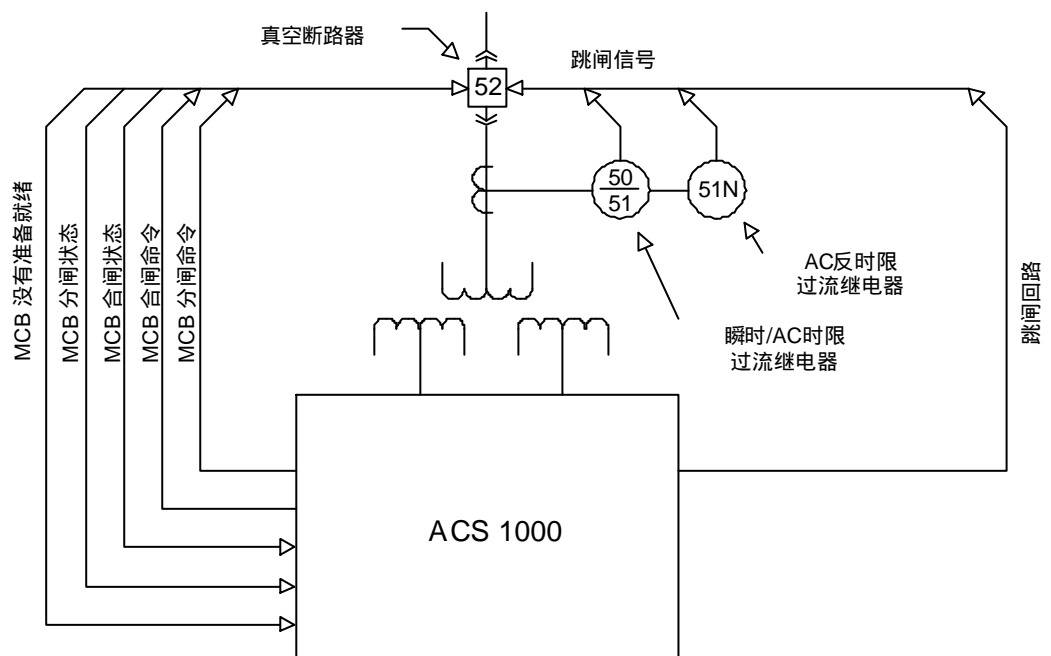 真空断路器
跳闸信号
52
50
51
51N
AC反时限
过流继电器
瞬时/AC时限
过流继电器
MCB 没有准备就绪
MCB 分闸状态
MCB 合闸状态
MCB 合闸命令
MCB 分闸命令
跳闸回路
ACS 1000